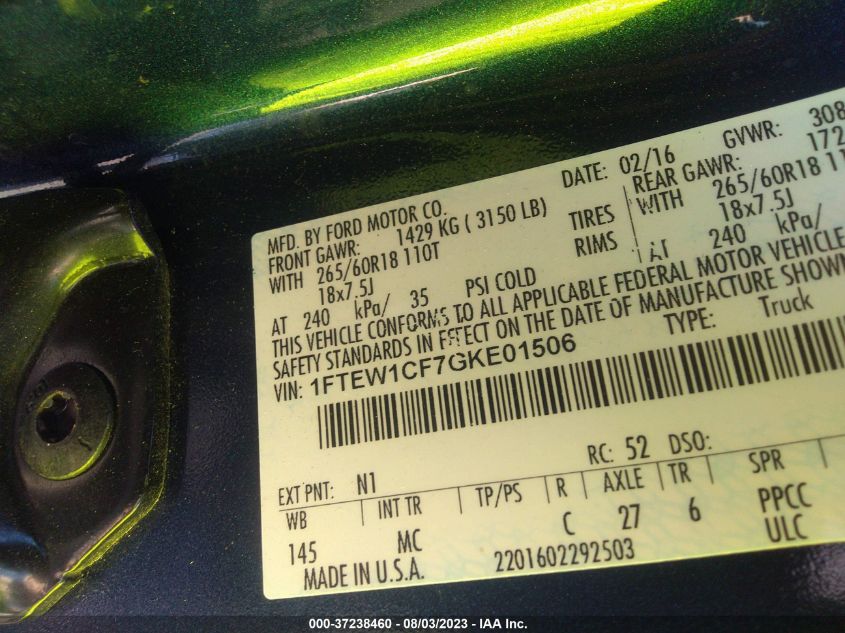 MFD. BY FORD MOTOR CO. DATE: 02/16 GVWR: 308
FRONT GAWR: 1429 KG ( 3150 LB) REAR GAWR: 172
WITH 265/60R18 110T TIRES WITH 265/60R18 11
18x7.5J RIMS 18x7.5J
AT 240 kPa/ 35 PSI COLD AT 240 kPa/
THIS VEHICLE CONFORMS TO ALL APPLICABLE FEDERAL MOTOR VEHICLE
SAFETY STANDARDS IN EFFECT ON THE DATE OF MANUFACTURE SHOWN
VIN: 1FTEW1CF7GKE01506 TYPE: Truck
RC: 52 DSO:
EXT PNT: N1
WB INT TR TP/PS R AXLE TR SPR
145 MC C 27 6 PPCC
ULC
MADE IN U.S.A. 2201602292503
000-37238460 - 08/03/2023 - IAA Inc.